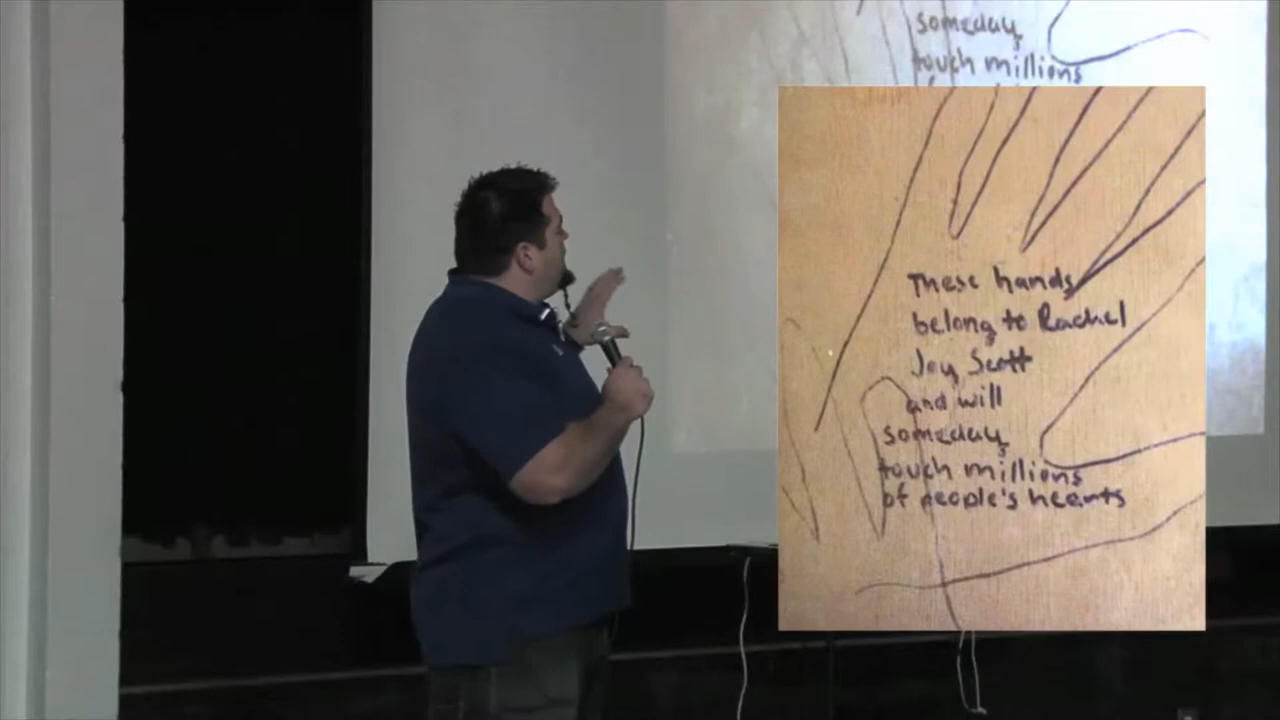 someday
touch millions
These hands
belong to Rachel
Joy Scott
and will
someday
touch millions
of people's hearts